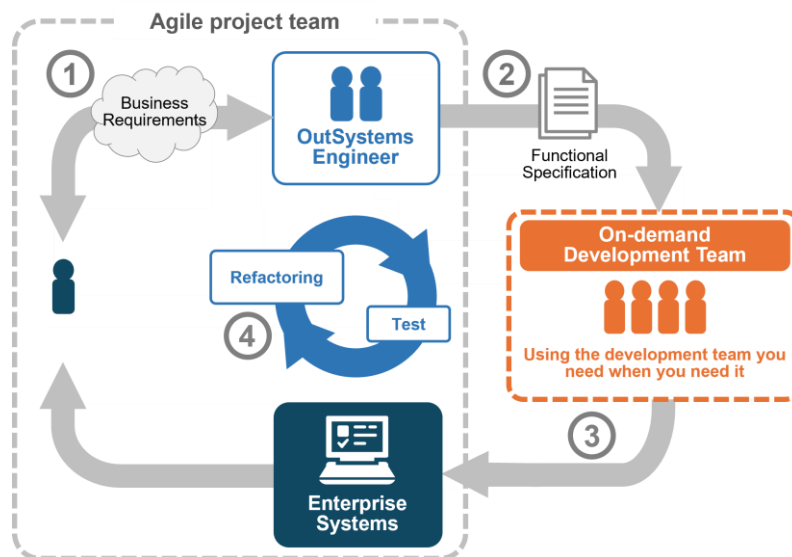 Agile project team
1
Business
Requirements
OutSystems
Engineer
2
Functional
Specification
On-demand
Development Team
Using the development team you
need when you need it
Refactoring
Test
4
3
Enterprise
Systems